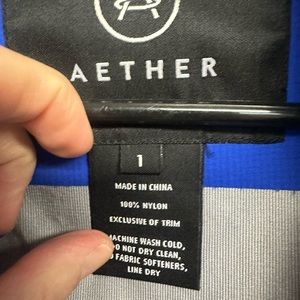 AETHER
1
MADE IN CHINA
100% NYLON
EXCLUSIVE OF TRIM
MACHINE WASH COLD,
DO NOT DRY CLEAN,
FABRIC SOFTENERS,
LINE DRY